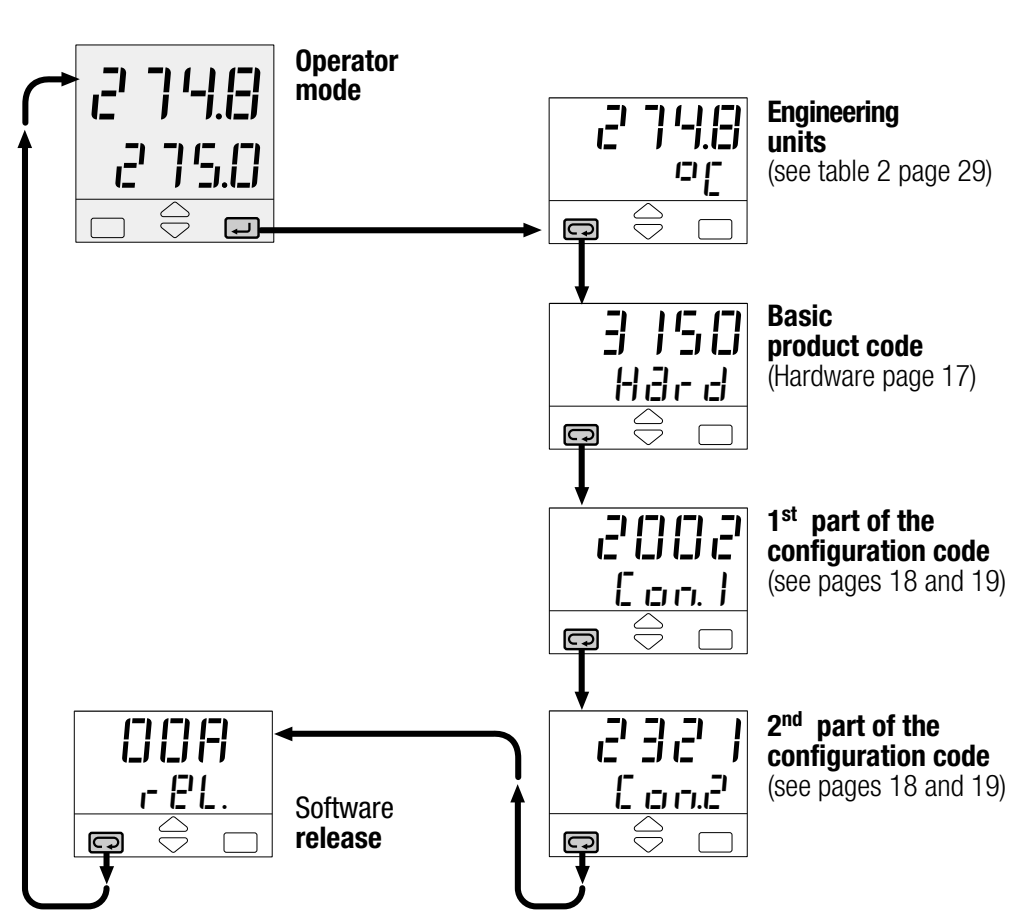 274.8
275.0
Operator
mode
274.8
°C
Engineering
units
(see table 2 page 29)
3150
Hard
Basic
product code
(Hardware page 17)
2002
Con.1
1st part of the
configuration code
(see pages 18 and 19)
2321
Con.2
2nd part of the
configuration code
(see pages 18 and 19)
00A
rEL.
Software
release